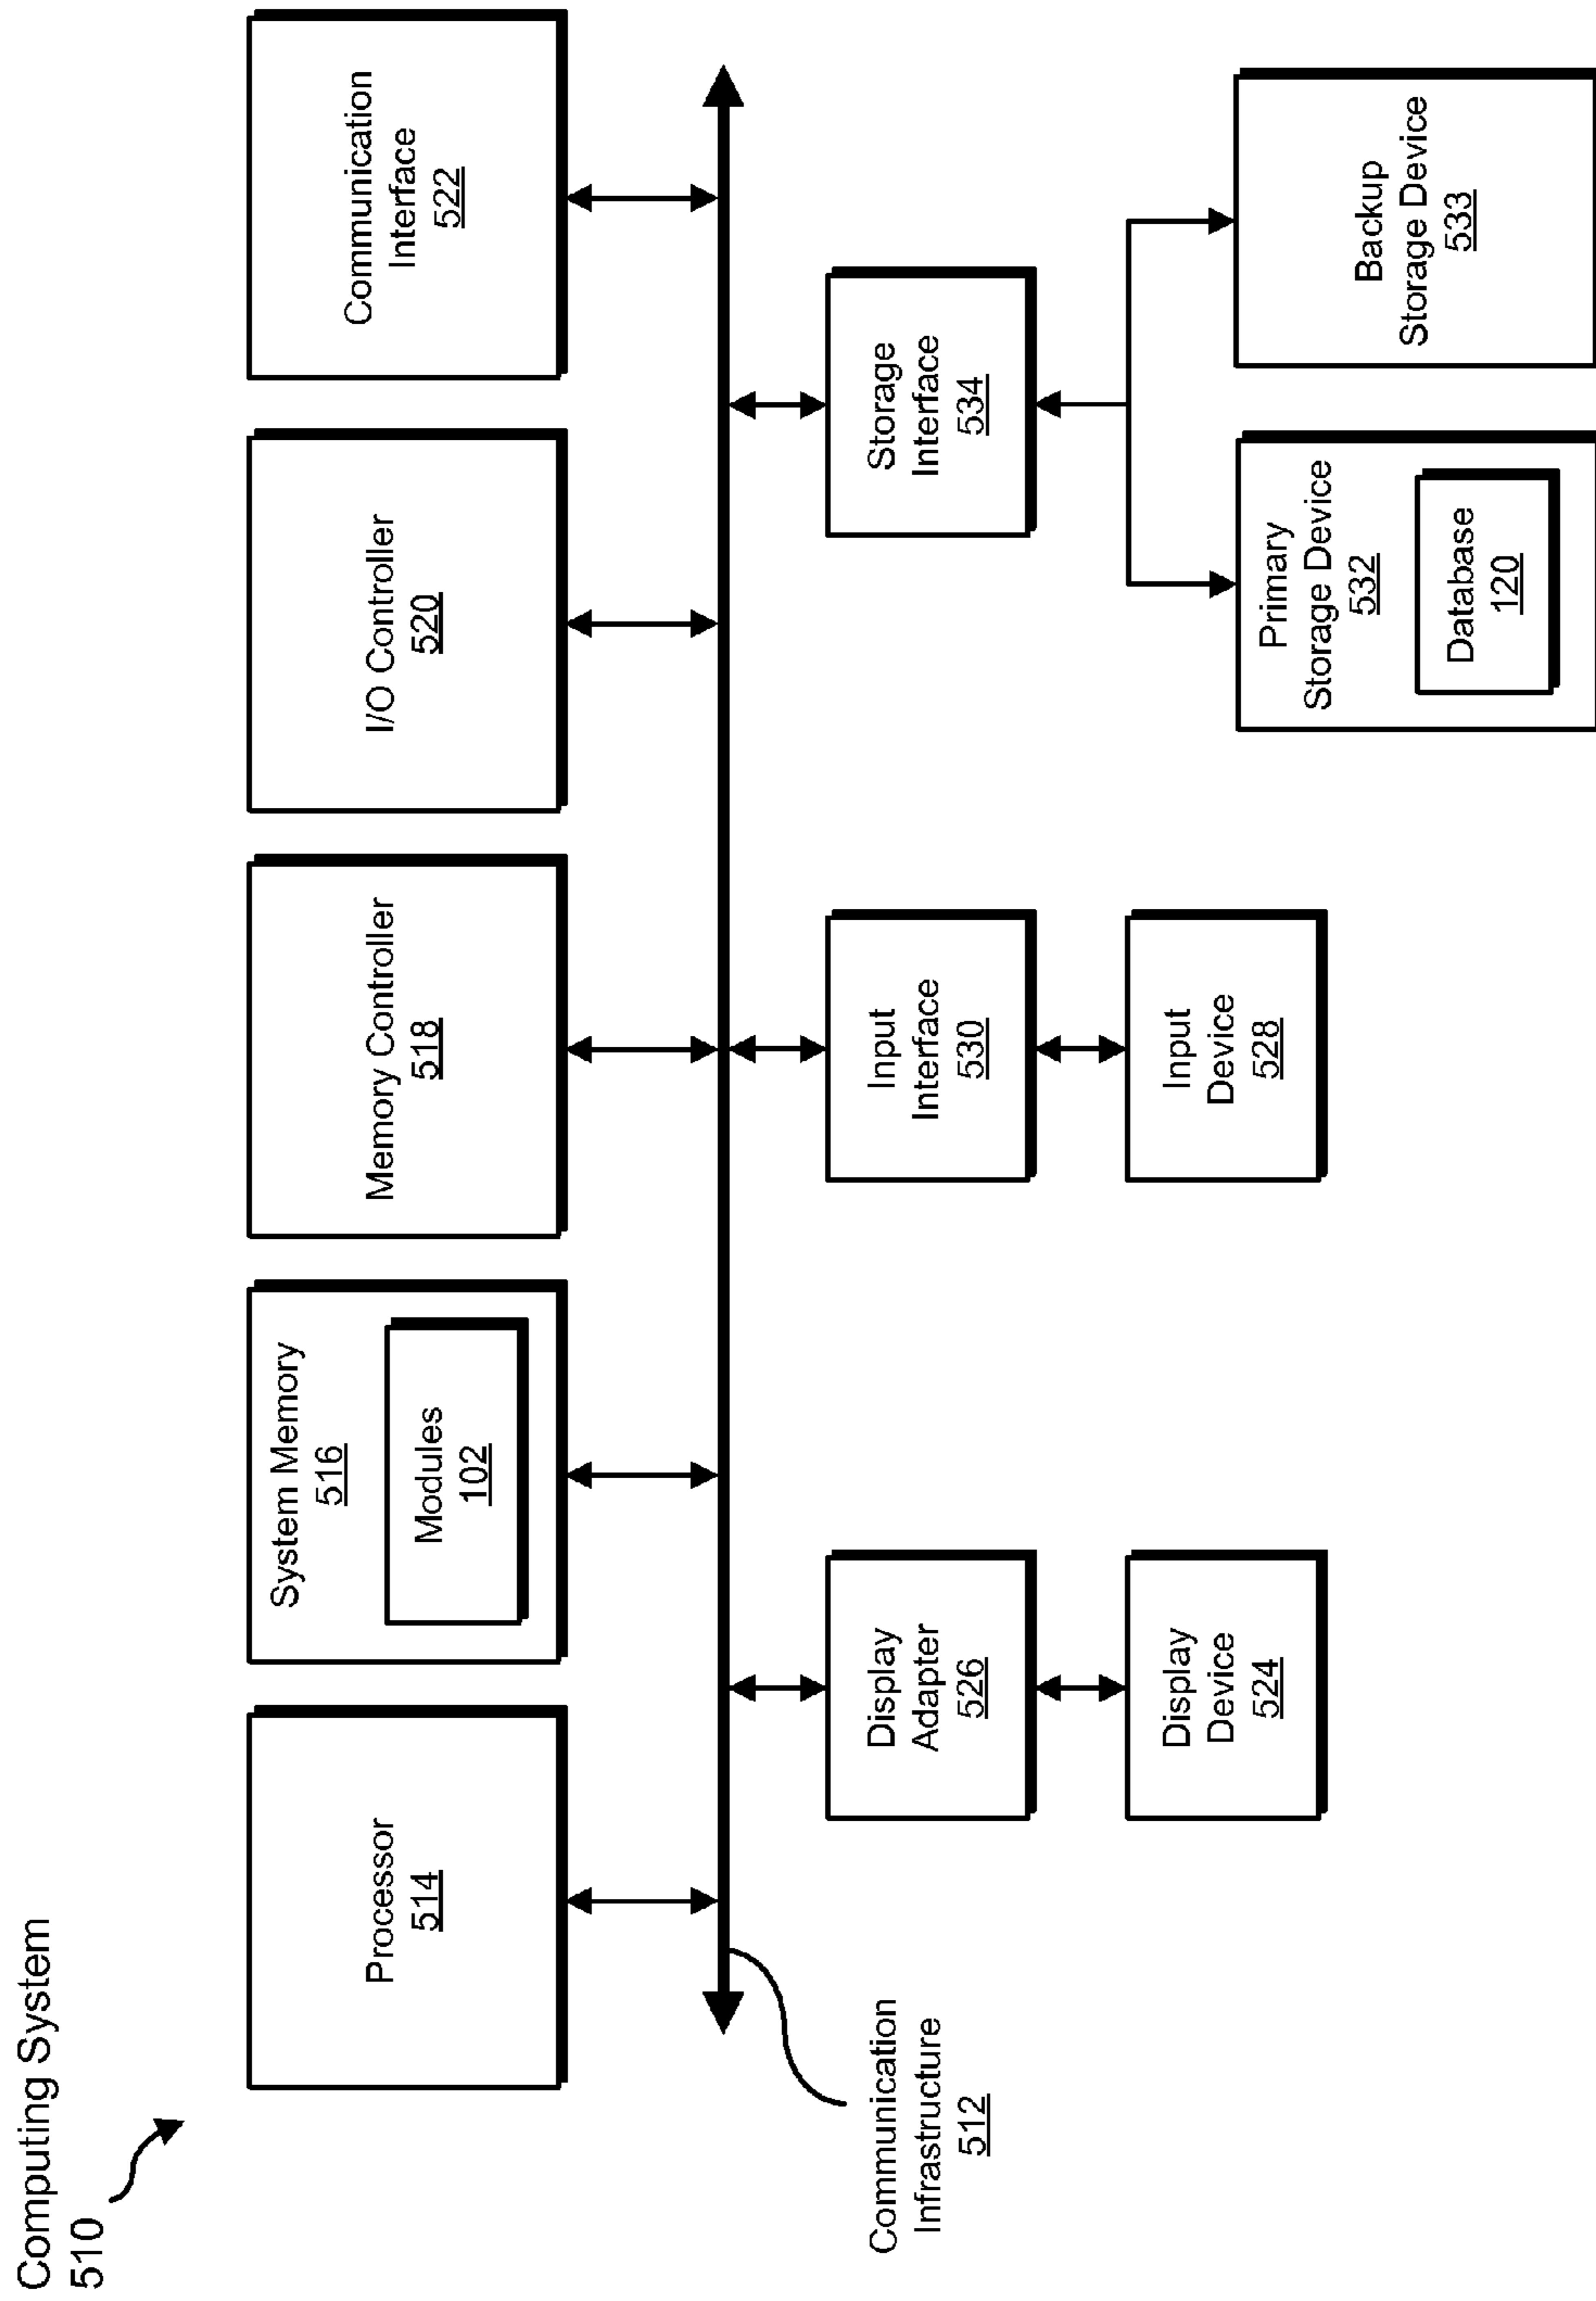 Computing System
510
Processor
514
System Memory
516
Modules
102
Memory Controller
518
I/O Controller
520
Communication
Interface
522
Communication
Infrastructure
512
Display
Adapter
526
Input
Interface
530
Storage
Interface
534
Display
Device
524
Input
Device
528
Primary
Storage Device
532
Database
120
Backup
Storage Device
533